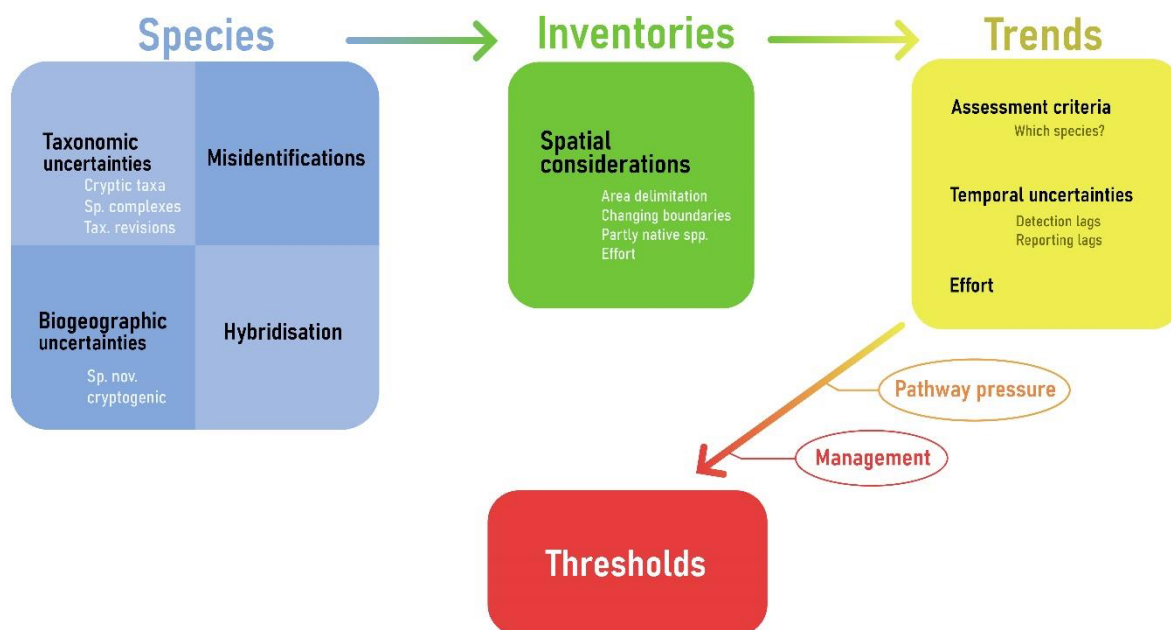 Species
Inventories
Trends
Taxonomic
uncertainties
Cryptic taxa
Sp. complexes
Tax. revisions
Misidentifications
Biogeographic
uncertainties
Sp. nov.
cryptogenic
Hybridisation
Spatial
considerations
Area delimitation
Changing boundaries
Partly native spp.
Effort
Assessment criteria
Which species?
Temporal uncertainties
Detection lags
Reporting lags
Effort
Pathway pressure
Management
Thresholds